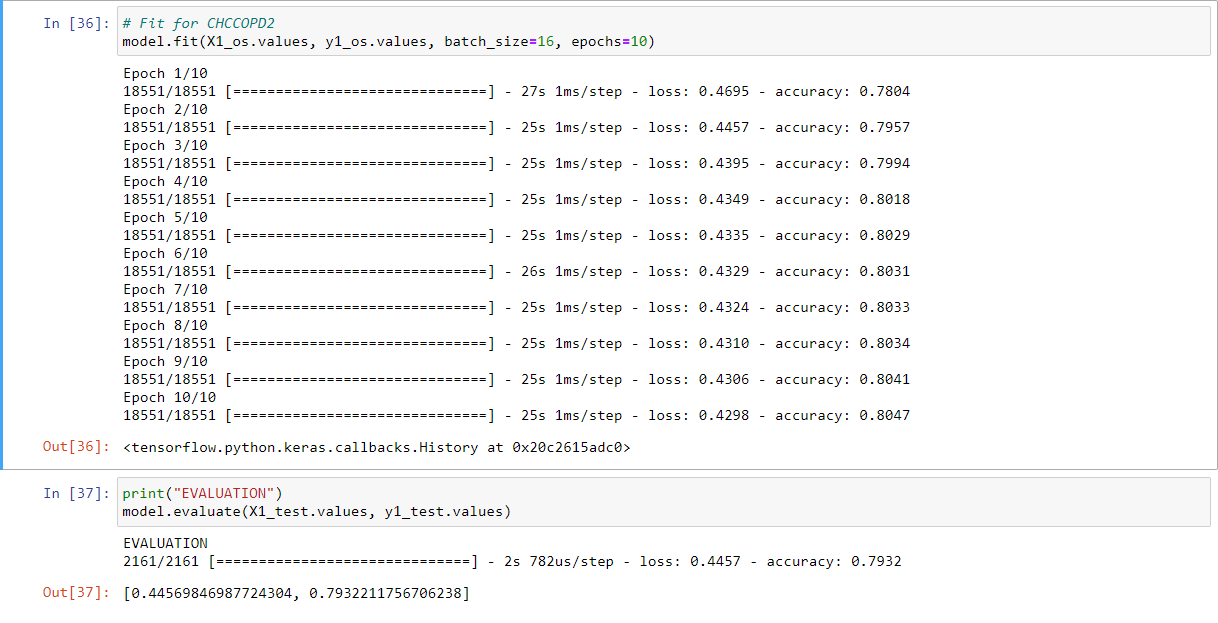 In [36]: # Fit for CHCCOPD2
model.fit(X1_os.values, y1_os.values, batch_size=16, epochs=10)
Epoch 1/10
18551/18551 [==============================] - 27s 1ms/step - loss: 0.4695 - accuracy: 0.7804
Epoch 2/10
18551/18551 [==============================] - 25s 1ms/step - loss: 0.4457 - accuracy: 0.7957
Epoch 3/10
18551/18551 [==============================] - 25s 1ms/step - loss: 0.4395 - accuracy: 0.7994
Epoch 4/10
18551/18551 [==============================] - 25s 1ms/step - loss: 0.4349 - accuracy: 0.8018
Epoch 5/10
18551/18551 [==============================] - 25s 1ms/step - loss: 0.4335 - accuracy: 0.8029
Epoch 6/10
18551/18551 [==============================] - 26s 1ms/step - loss: 0.4329 - accuracy: 0.8031
Epoch 7/10
18551/18551 [==============================] - 25s 1ms/step - loss: 0.4324 - accuracy: 0.8033
Epoch 8/10
18551/18551 [==============================] - 25s 1ms/step - loss: 0.4310 - accuracy: 0.8034
Epoch 9/10
18551/18551 [==============================] - 25s 1ms/step - loss: 0.4306 - accuracy: 0.8041
Epoch 10/10
18551/18551 [==============================] - 25s 1ms/step - loss: 0.4298 - accuracy: 0.8047
Out[36]: <tensorflow.python.keras.callbacks.History at 0x20c2615adc0>
In [37]: print("EVALUATION")
model.evaluate(X1_test.values, y1_test.values)
EVALUATION
2161/2161 [==============================] - 2s 782us/step - loss: 0.4457 - accuracy: 0.7932
Out[37]: [0.44569846987724304, 0.7932211756706238]